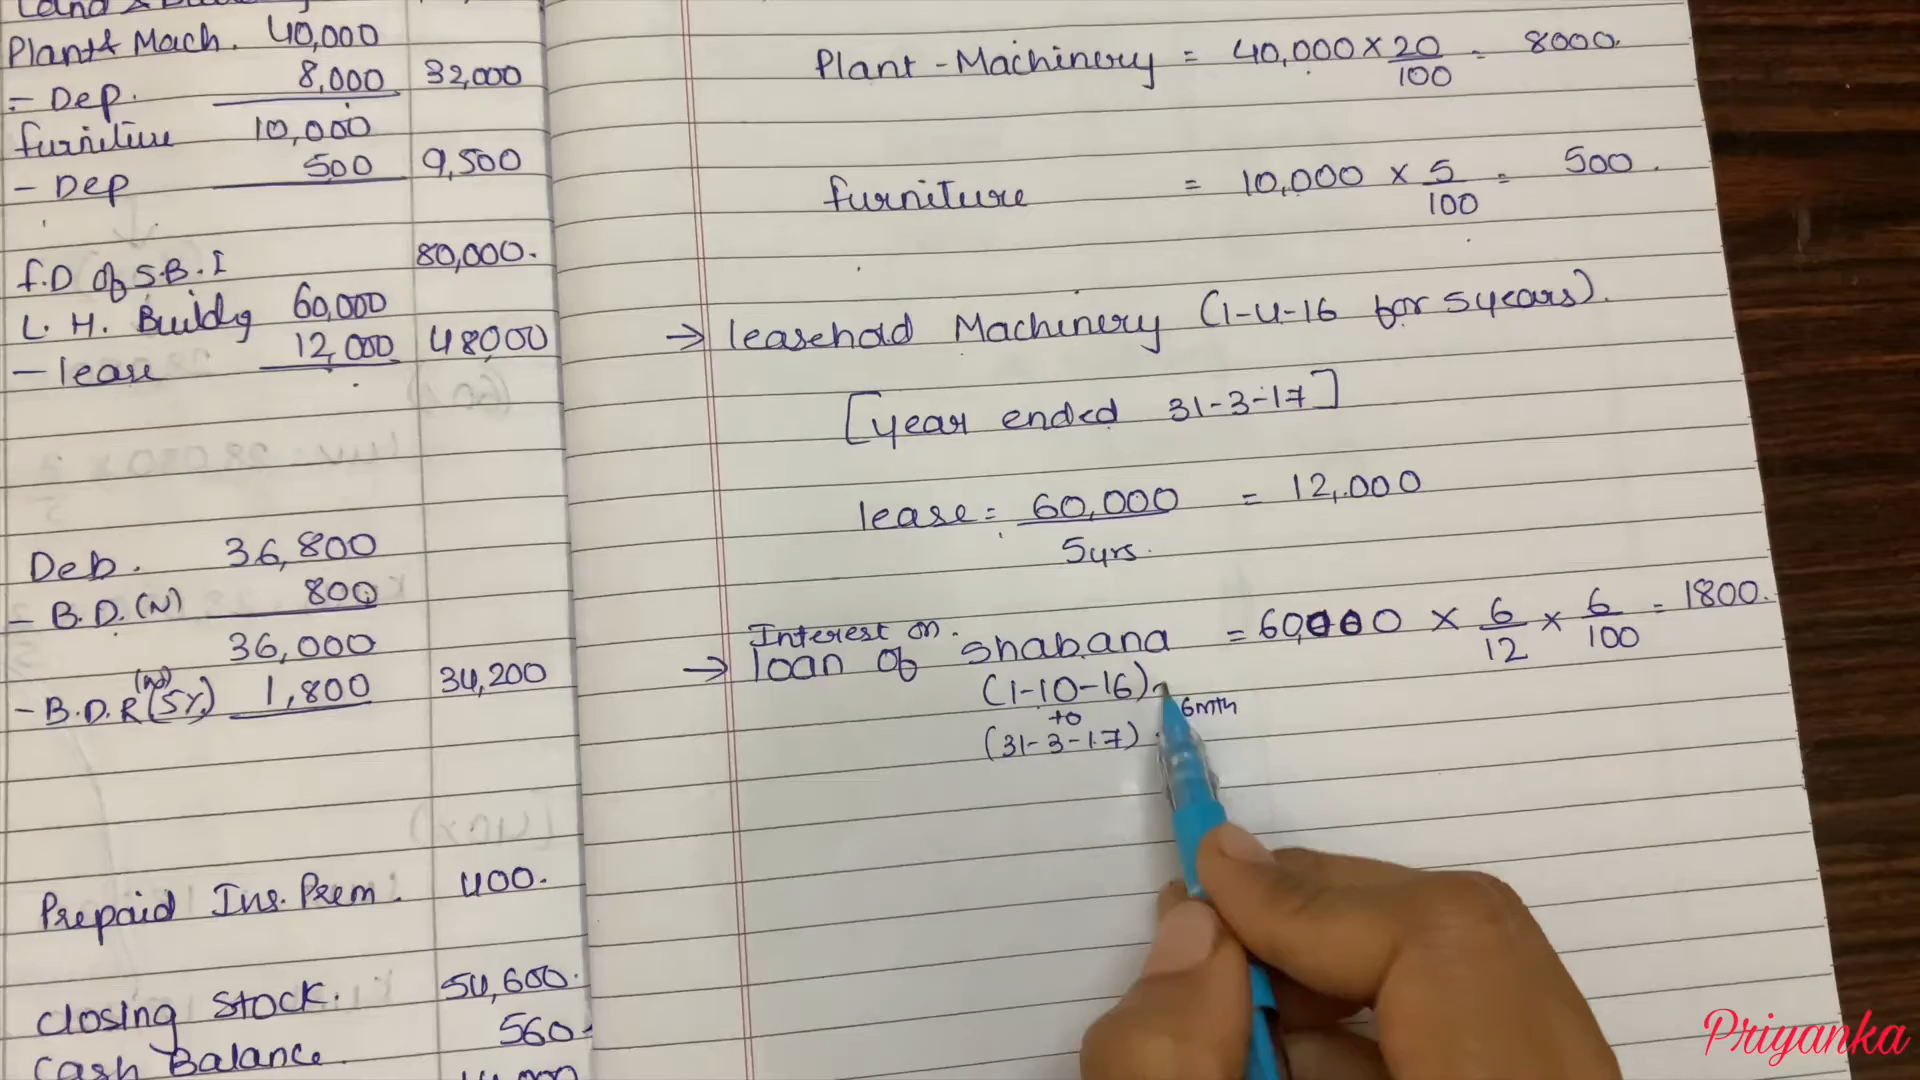 Plant & Mach. 40,000
= Dep. 8,000 32,000
furniture 10,000
- Dep 500 9,500
f.D of S.B.I 80,000.
L. H. Buildg 60,000
- lease 12,000 48000
Deb. 36,800
- B.D.(N) 800
36,000
- B.D.R (5%) 1,800 34,200
Prepaid Ins. Prem. 400.
Closing Stock. 54,600.
Cash Balance. 560
Plant - Machinery = 40,000 × 20/100 = 8000.
furniture = 10,000 × 5/100 = 500.
→ leasehold Machinery (1-4-16 for 5 years).
[year ended 31-3-17]
lease = 60,000 / 5yrs. = 12,000
Interest on.
→ loan of Shabana = 60,000 × 6/12 × 6/100 = 1800.
(1-10-16)
to 6mth
(31-3-17)
Priyanka